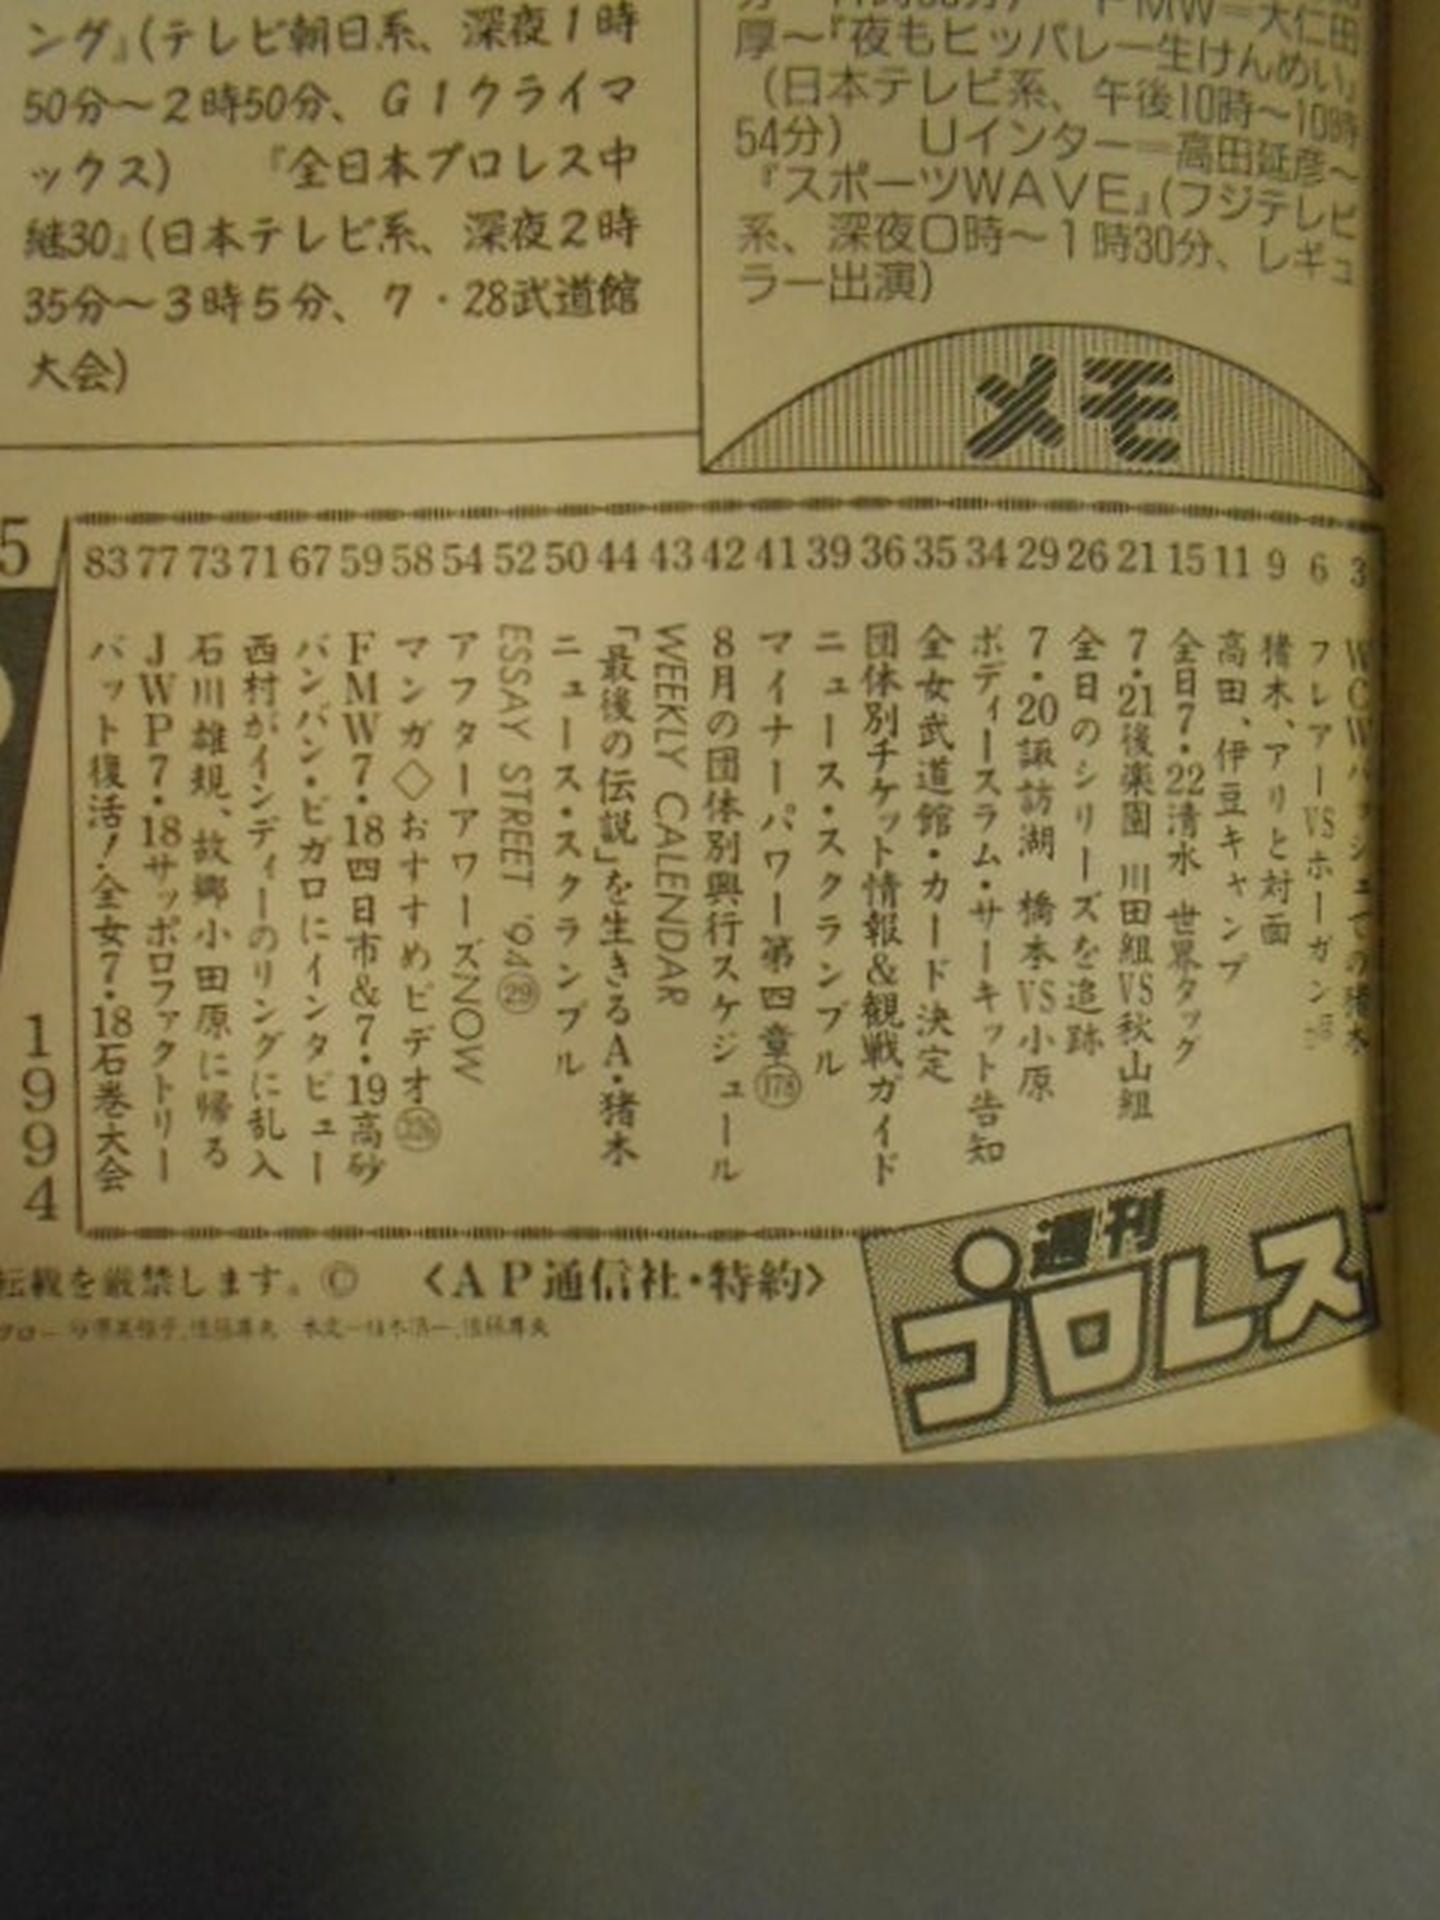 ング』(テレビ朝日系、深夜1時
50分～2時50分、G1クライマ
ックス)　『全日本プロレス中
継30』(日本テレビ系、深夜2時
35分～3時5分、7・28武道館
大会)
厚～『夜もヒッパレ一生けんめい』
(日本テレビ系、午後10時～10時
54分)　Uインター＝高田延彦～
『スポーツWAVE』(フジテレビ
系、深夜0時～1時30分、レギュ
ラー出演)
メモ
3
6 フレアーVSホーガン
9 猪木、アリと対面
11 高田、伊豆キャンプ
15 全日7・22清水 世界タッグ
21 7・21後楽園 川田組VS秋山組
26 全日のシリーズを追跡
29 7・20諏訪湖 橋本VS小原
34 ボディースラム・サーキット告知
35 全女武道館・カード決定
36 団体別チケット情報&観戦ガイド
39 ニュース・スクランブル
41 マイナーパワー第四章
42 8月の団体別興行スケジュール
43 WEEKLY CALENDAR
44 「最後の伝説」を生きるA・猪木
50 ニュース・スクランブル
52 ESSAY STREET '94㉙
54 アフターアワーズNOW
58 マンガ◇おすすめビデオ
59 FMW7・18四日市&7・19高砂
67 バンバン・ビガロにインタビュー
71 西村がインディーのリングに乱入
73 石川雄規、故郷小田原に帰る
77 JWP7・18サッポロファクトリー
83 バット復活!全女7・18石巻大会
5
1994
転載を厳禁します。©　〈AP通信社・特約〉
週刊
プロレス